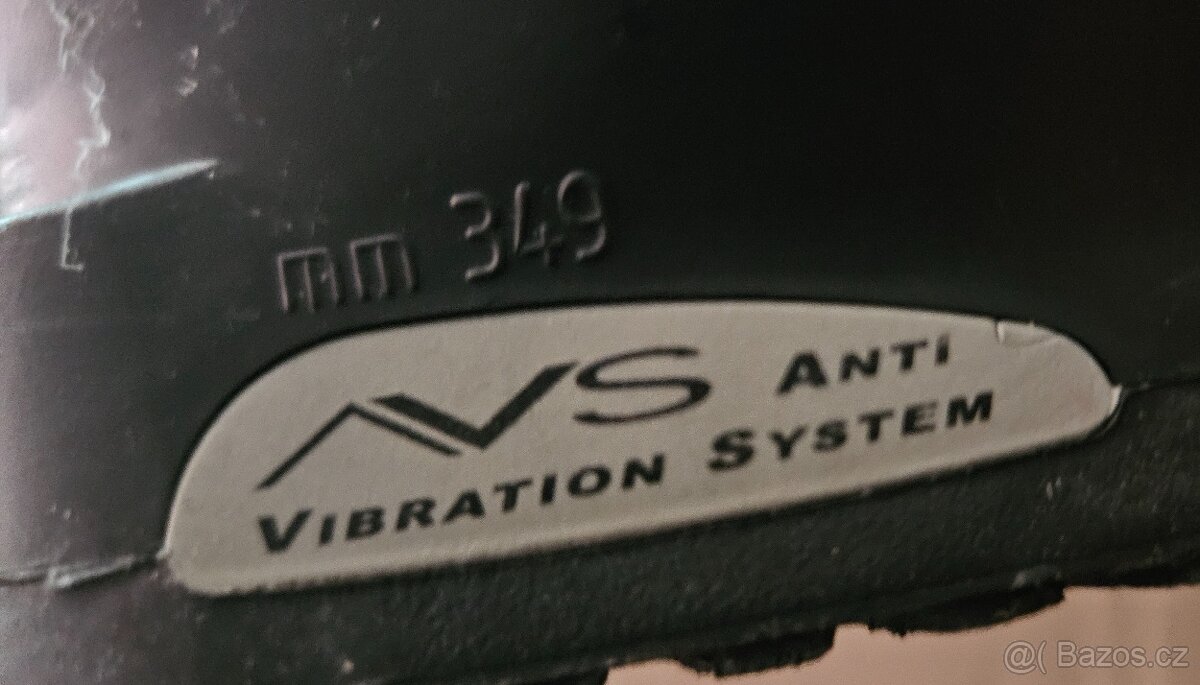 mm 349
AVS ANTI
VIBRATION SYSTEM
@( Bazos.cz